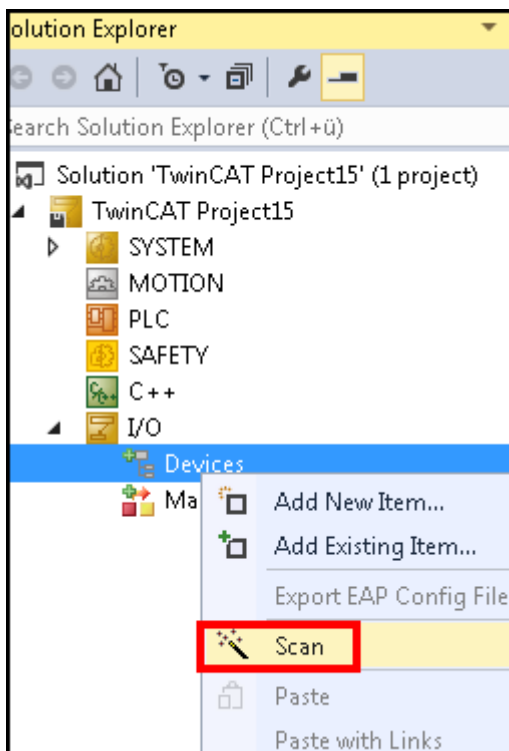 olution Explorer
Search Solution Explorer (Ctrl+ü)
Solution 'TwinCAT Project15' (1 project)
TwinCAT Project15
SYSTEM
MOTION
PLC
SAFETY
C++
I/O
Devices
Ma
Add New Item...
Add Existing Item...
Export EAP Config File
Scan
Paste
Paste with Links